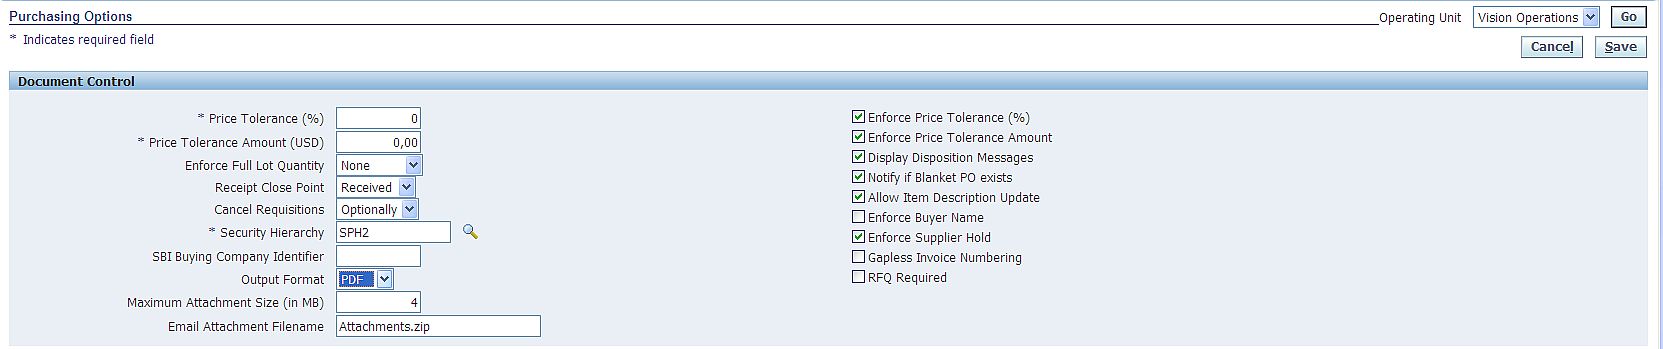 Purchasing Options
Operating Unit Vision Operations Go
* Indicates required field
Cancel Save
Document Control
* Price Tolerance (%) 0
* Price Tolerance Amount (USD) 0,00
Enforce Full Lot Quantity None
Receipt Close Point Received
Cancel Requisitions Optionally
* Security Hierarchy SPH2
SBI Buying Company Identifier
Output Format PDF
Maximum Attachment Size (in MB) 4
Email Attachment Filename Attachments.zip
Enforce Price Tolerance (%)
Enforce Price Tolerance Amount
Display Disposition Messages
Notify if Blanket PO exists
Allow Item Description Update
Enforce Buyer Name
Enforce Supplier Hold
Gapless Invoice Numbering
RFQ Required